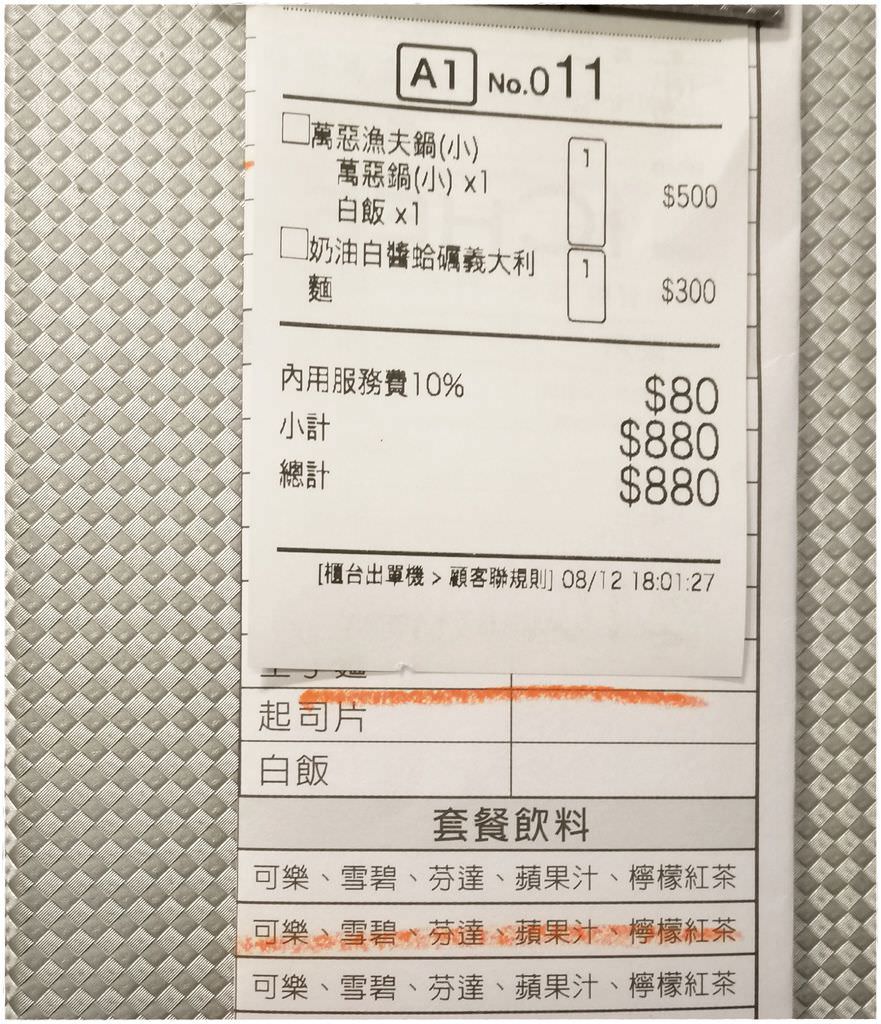 A1 No.011
萬惡漁夫鍋(小) 1 $500
萬惡鍋(小) x1
白飯 x1
奶油白醬蛤礪義大利 1 $300
麵
內用服務費10% $80
小計 $880
總計 $880
[櫃台出單機 > 顧客聯規則] 08/12 18:01:27
起司片
白飯
套餐飲料
可樂、雪碧、芬達、蘋果汁、檸檬紅茶
可樂、雪碧、芬達、蘋果汁、檸檬紅茶
可樂、雪碧、芬達、蘋果汁、檸檬紅茶